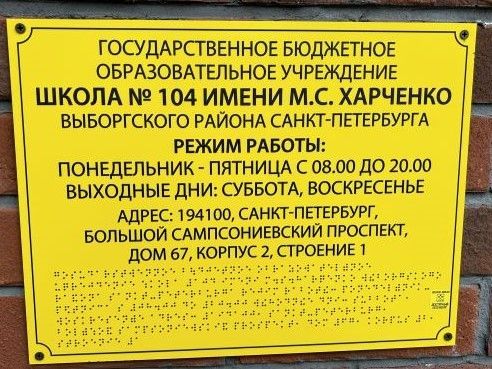 ГОСУДАРСТВЕННОЕ БЮДЖЕТНОЕ
ОБРАЗОВАТЕЛЬНОЕ УЧРЕЖДЕНИЕ
ШКОЛА № 104 ИМЕНИ М.С. ХАРЧЕНКО
ВЫБОРГСКОГО РАЙОНА САНКТ-ПЕТЕРБУРГА
РЕЖИМ РАБОТЫ:
ПОНЕДЕЛЬНИК - ПЯТНИЦА С 08.00 ДО 20.00
ВЫХОДНЫЕ ДНИ: СУББОТА, ВОСКРЕСЕНЬЕ
АДРЕС: 194100, САНКТ-ПЕТЕРБУРГ,
БОЛЬШОЙ САМПСОНИЕВСКИЙ ПРОСПЕКТ,
ДОМ 67, КОРПУС 2, СТРОЕНИЕ 1